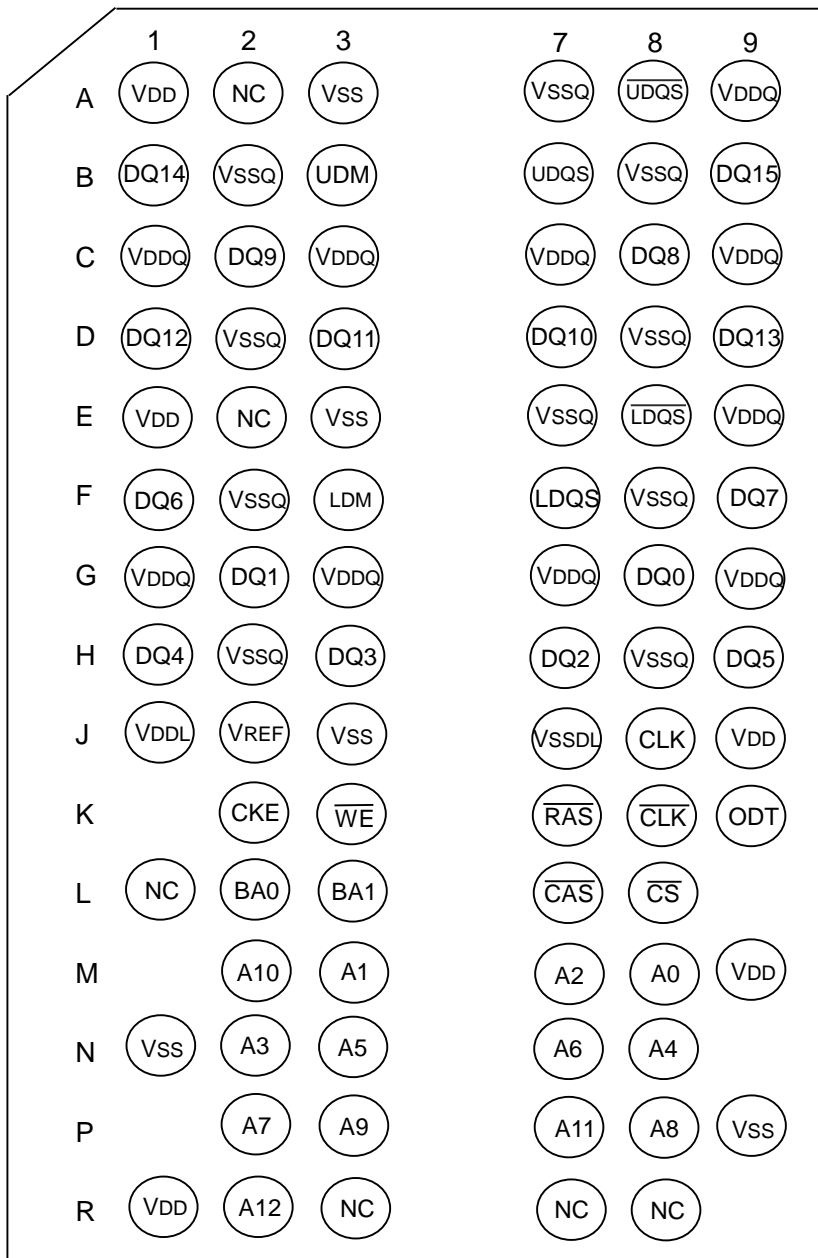 1 2 3 7 8 9
A VDD NC VSS VSSQ UDQS VDDQ
B DQ14 VSSQ UDM UDQS VSSQ DQ15
C VDDQ DQ9 VDDQ VDDQ DQ8 VDDQ
D DQ12 VSSQ DQ11 DQ10 VSSQ DQ13
E VDD NC VSS VSSQ LDQS VDDQ
F DQ6 VSSQ LDM LDQS VSSQ DQ7
G VDDQ DQ1 VDDQ VDDQ DQ0 VDDQ
H DQ4 VSSQ DQ3 DQ2 VSSQ DQ5
J VDDL VREF VSS VSSDL CLK VDD
K CKE WE RAS CLK ODT
L NC BA0 BA1 CAS CS
M A10 A1 A2 A0 VDD
N VSS A3 A5 A6 A4
P A7 A9 A11 A8 VSS
R VDD A12 NC NC NC